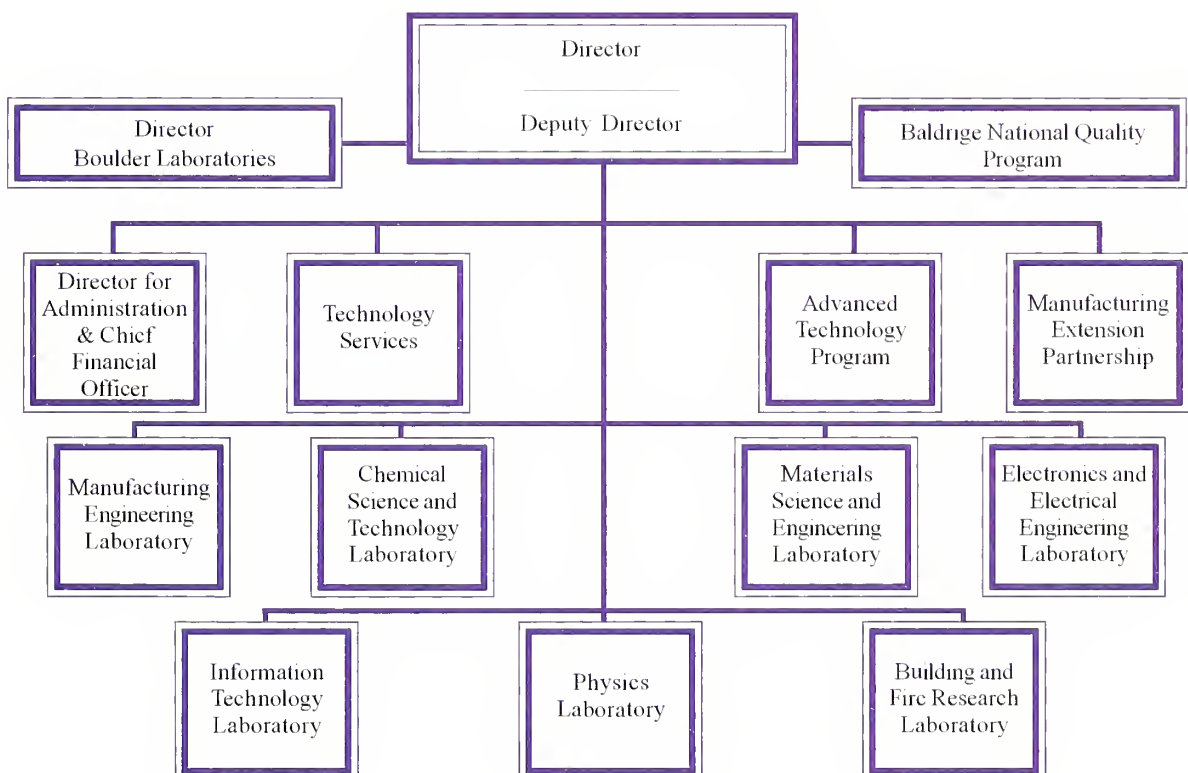 Director
Deputy Director
Director
Boulder Laboratories
Baldrige National Quality
Program
Director for
Administration
& Chief
Financial
Officer
Technology
Services
Advanced
Technology
Program
Manufacturing
Extension
Partnership
Manufacturing
Engineering
Laboratory
Chemical
Science and
Technology
Laboratory
Materials
Science and
Engineering
Laboratory
Electronics and
Electrical
Engineering
Laboratory
Information
Technology
Laboratory
Physics
Laboratory
Building and
Fire Research
Laboratory